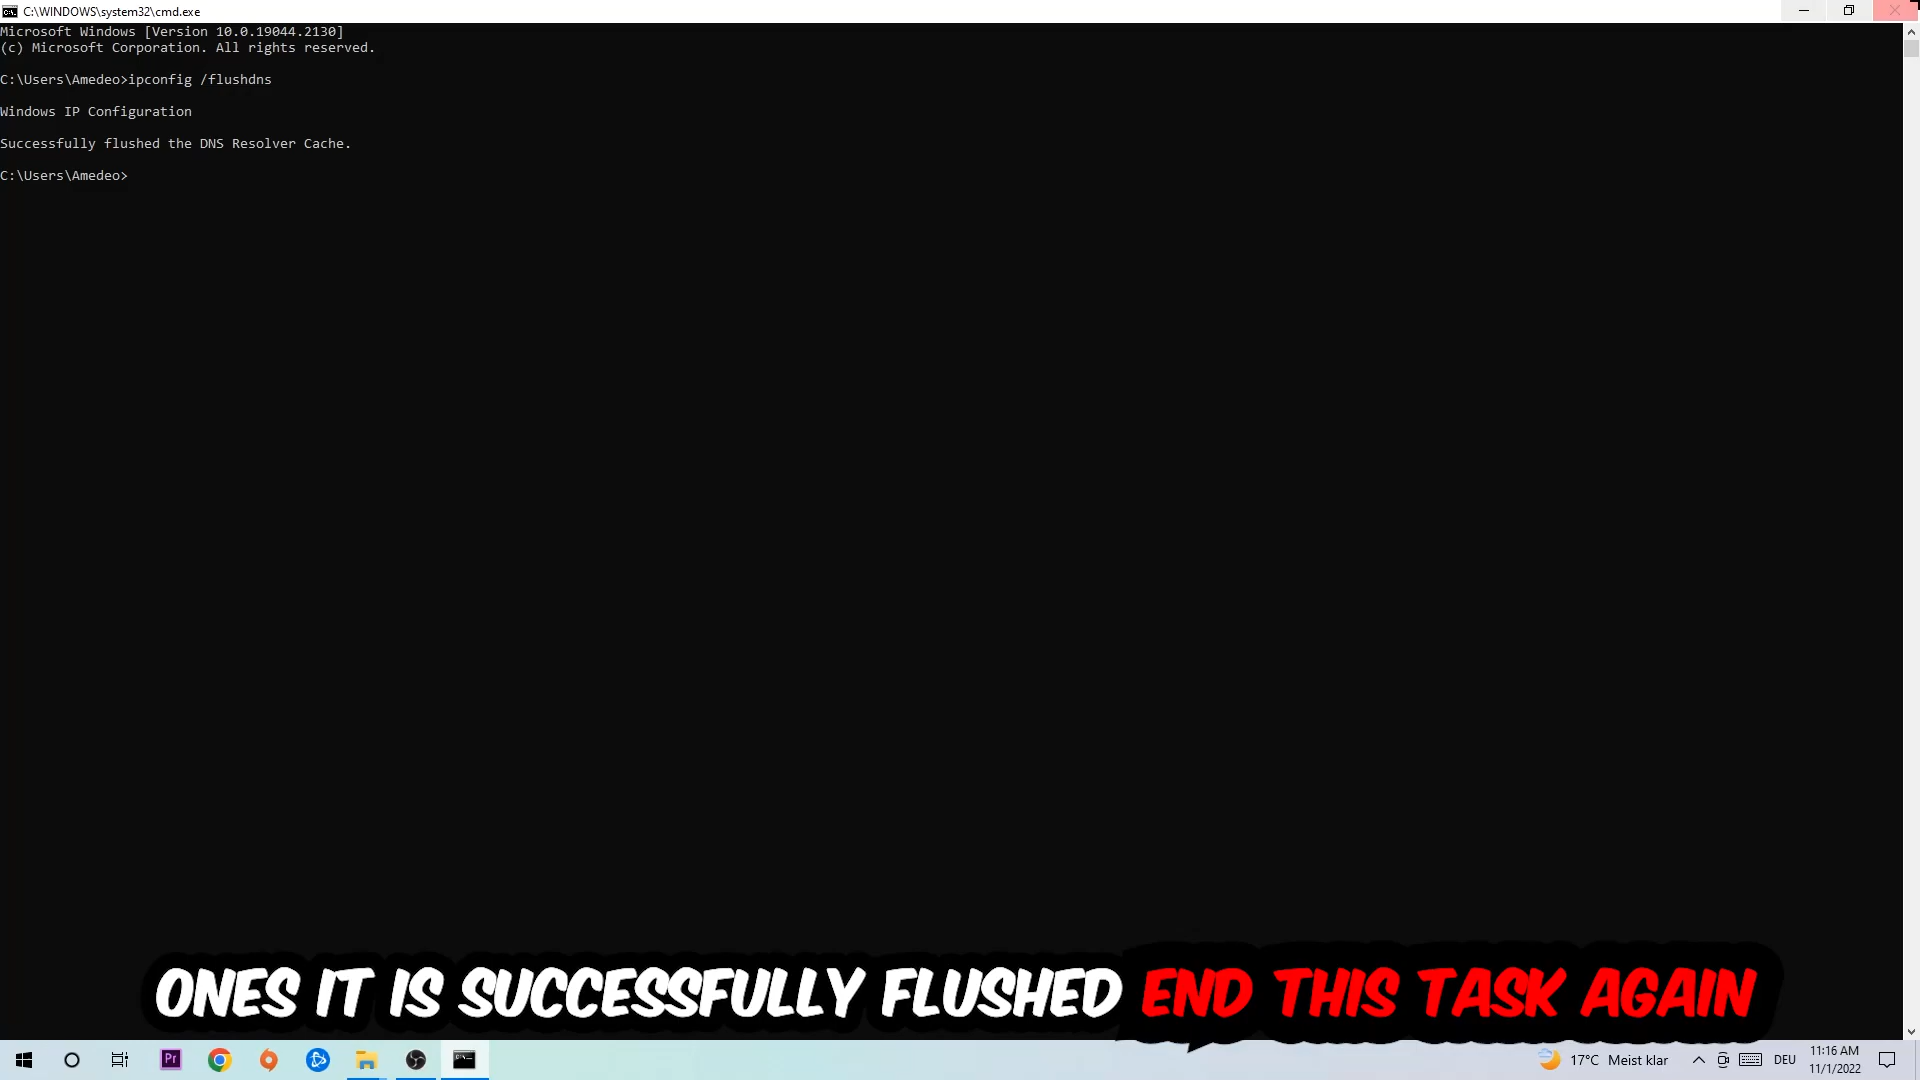 C:\WINDOWS\system32\cmd.exe
Microsoft Windows [Version 10.0.19044.2130]
(c) Microsoft Corporation. All rights reserved.
C:\Users\Amedeo>ipconfig /flushdns
Windows IP Configuration
Successfully flushed the DNS Resolver Cache.
C:\Users\Amedeo>
ONES IT IS SUCCESSFULLY FLUSHED END THIS TASK AGAIN
Pr
17°C Meist klar
DEU
11:16 AM
11/1/2022